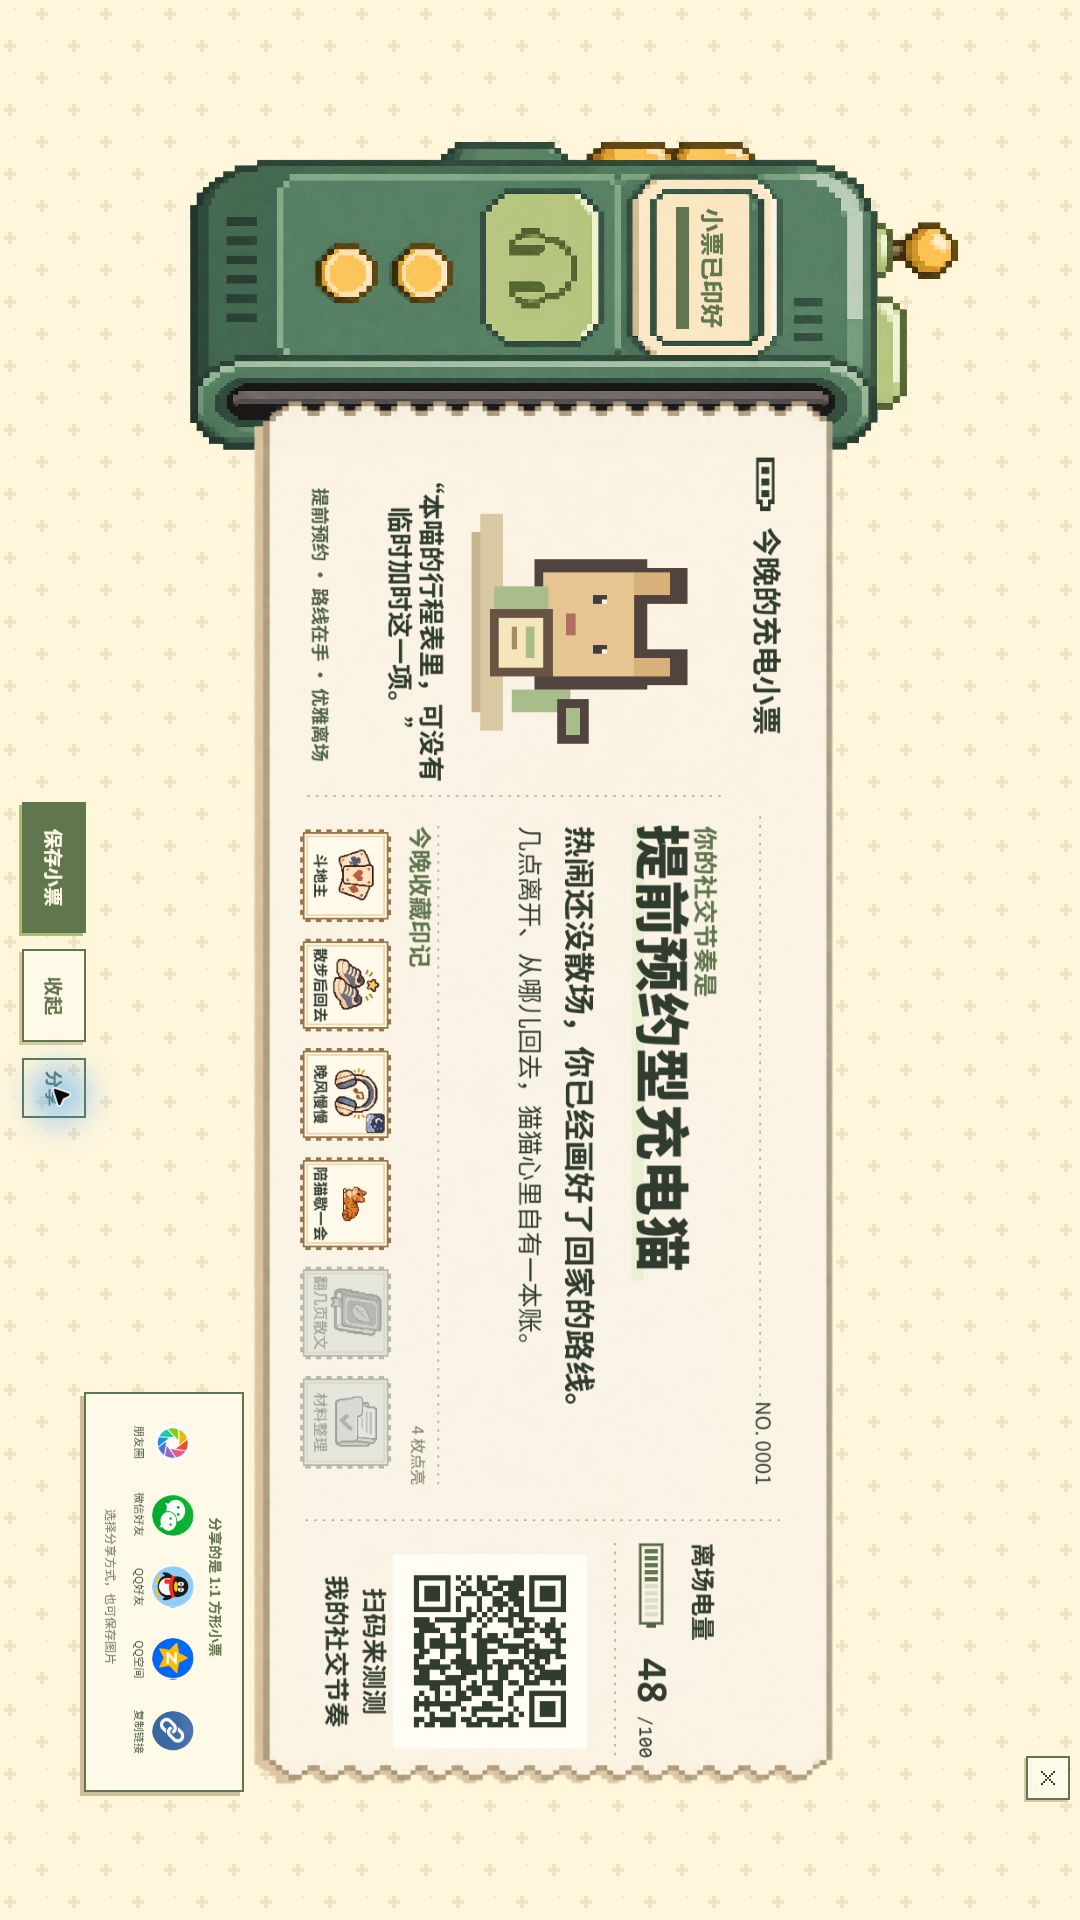 小票已印好
今晚的充电小票
“本喵的行程表里，可没有
临时加时这一项。”
提前预约・路线在手・优雅离场
NO. 0001
你的社交节奏是
提前预约型充电猫
热闹还没散场，你已经画好了回家的路线。
几点离开、从哪儿回去，猫猫心里自有一本账。
今晚收藏印记
4 枚点亮
斗地主
散步后回去
晚风慢慢
陪猫歇一会
翻几页散文
材料整理
离场电量
48 /100
扫码来测测
我的社交节奏
保存小票
收起
分享
分享的是 1:1 方形小票
朋友圈
微信好友
QQ好友
QQ空间
复制链接
选择分享方式，也可保存图片